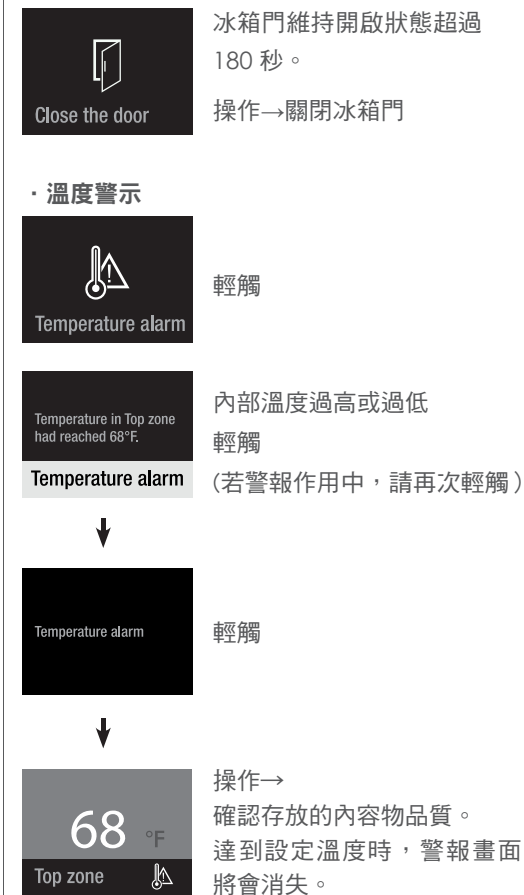 Close the door
冰箱門維持開啟狀態超過
180 秒。
操作→關閉冰箱門
·溫度警示
Temperature alarm
輕觸
Temperature in Top zone
had reached 68°F.
Temperature alarm
內部溫度過高或過低
輕觸
(若警報作用中,請再次輕觸)
Temperature alarm
輕觸
68 °F
Top zone
操作→
確認存放的內容物品質。
達到設定溫度時,警報畫面
將會消失。